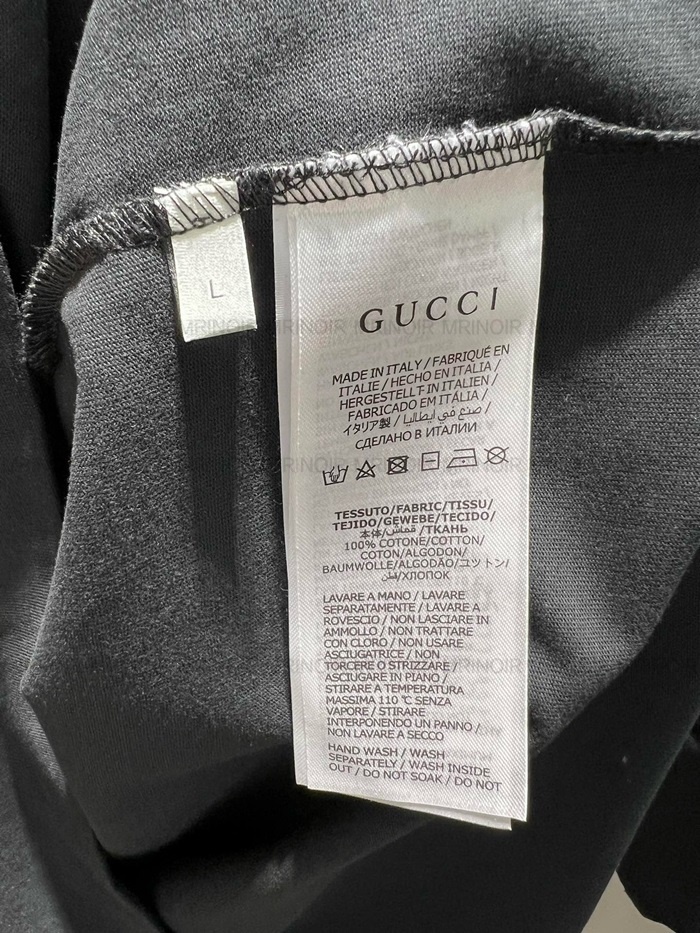 L
GUCCI
MRINOIR MRINOIR MRINOIR
MADE IN ITALY / FABRIQUÉ EN
ITALIE / HECHO EN ITALIA /
HERGESTELLT IN ITALIEN /
FABRICADO EM ITÁLIA /
イタリア製 / صنع في إيطاليا /
СДЕЛАНО В ИТАЛИИ
TESSUTO/FABRIC/TISSU/
TEJIDO/GEWEBE/TECIDO/
本体/قماش/ТКАНЬ
100% COTONE/COTTON/
COTON/ALGODON/
BAUMWOLLE/ALGODÃO/コットン/
قطن/ХЛОПОК
LAVARE A MANO / LAVARE
SEPARATAMENTE / LAVARE A
ROVESCIO / NON LASCIARE IN
AMMOLLO / NON TRATTARE
CON CLORO / NON USARE
ASCIUGATRICE / NON
TORCERE O STRIZZARE /
ASCIUGARE IN PIANO /
STIRARE A TEMPERATURA
MASSIMA 110 °C SENZA
VAPORE / STIRARE
INTERPONENDO UN PANNO /
NON LAVARE A SECCO
HAND WASH / WASH
SEPARATELY / WASH INSIDE
OUT / DO NOT SOAK / DO NOT